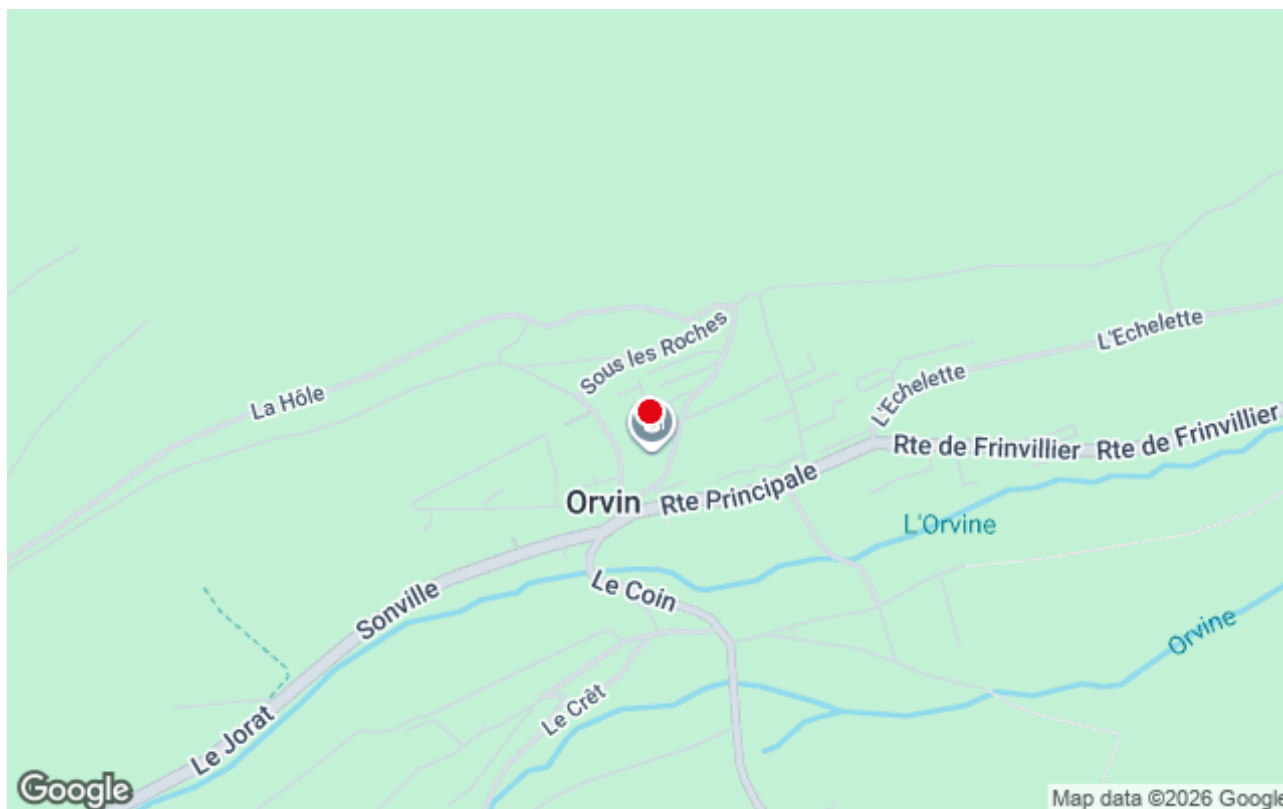 L'Echelette
Sous les Roches
L'Echelette
La Hôle
Rte de Frinvillier
Rte de Frinvillier
Orvin
Rte Principale
L'Orvine
Le Coin
Sonville
Orvine
Le Crêt
Le Jorat
Google
Map data ©2026 Google